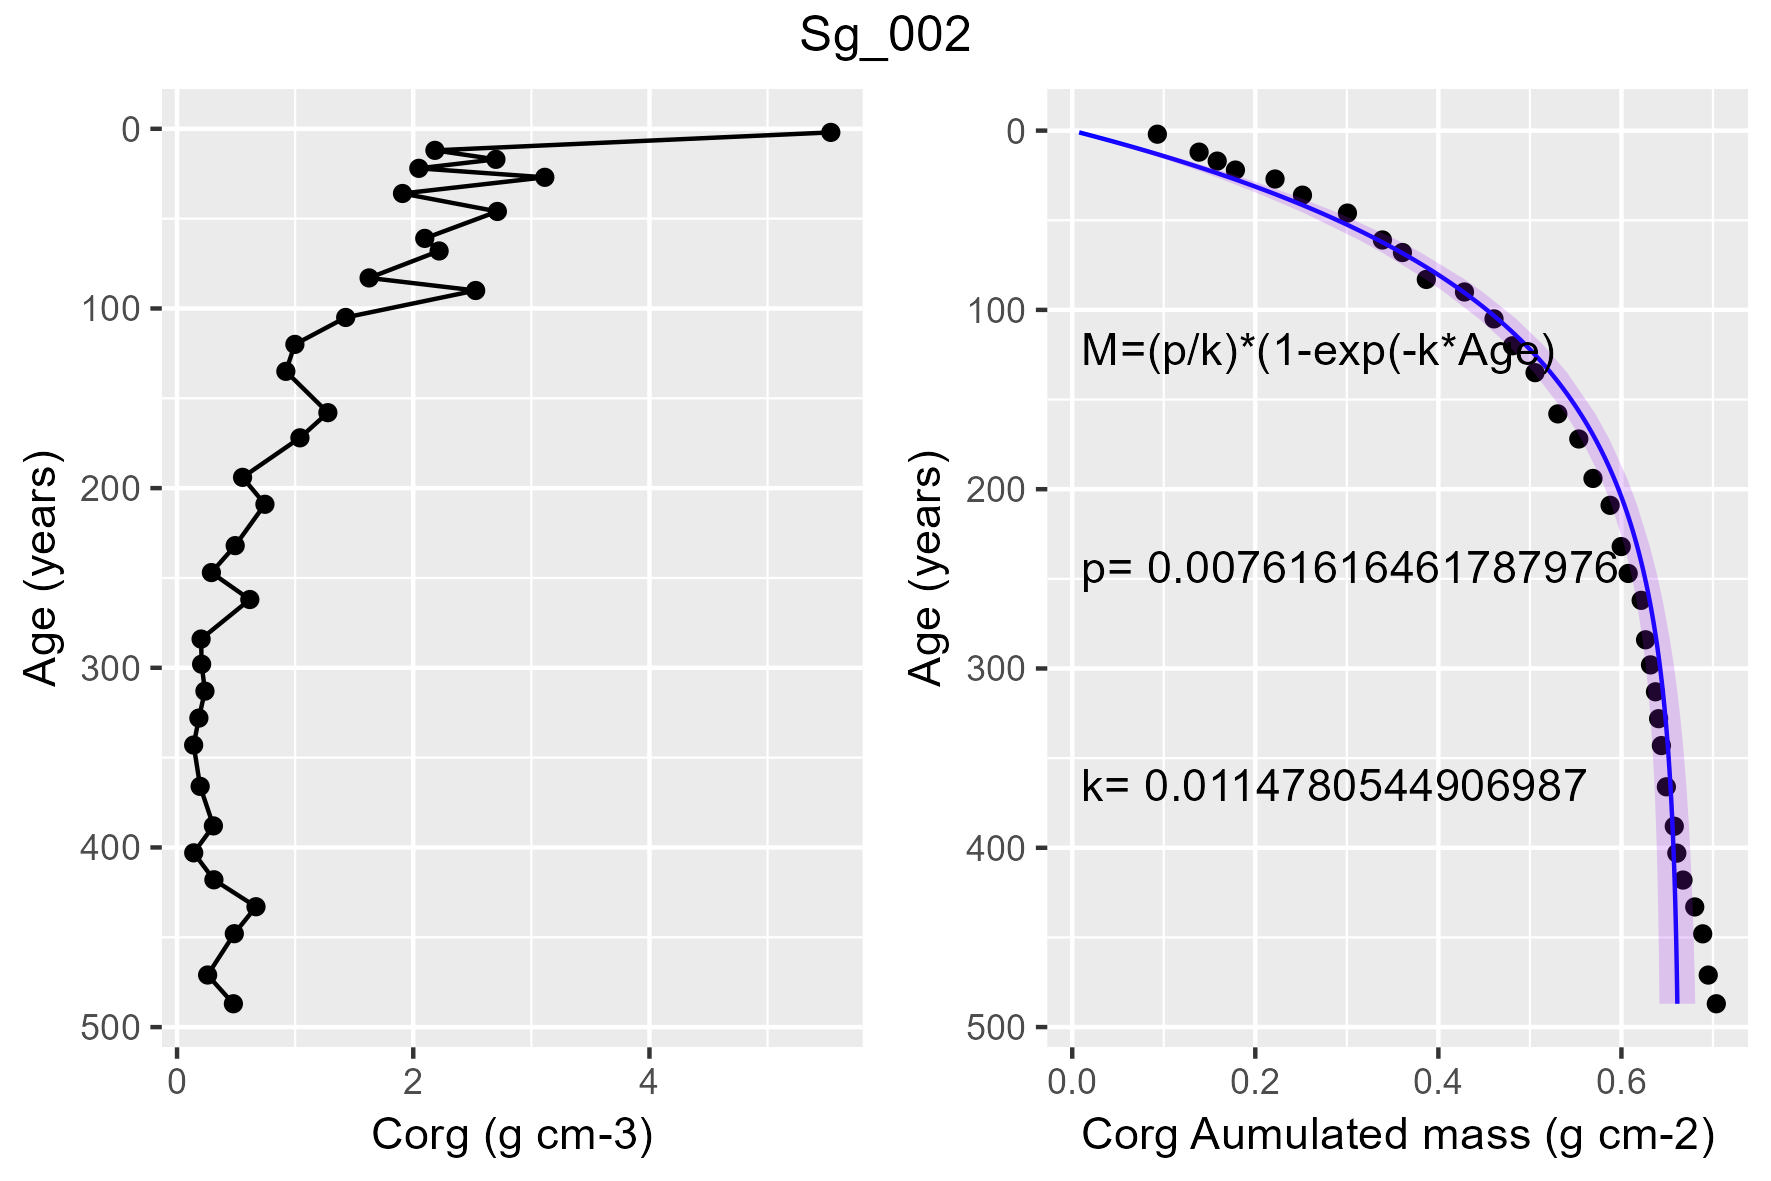 Sg_002
0
100
200
300
400
500
Age (years)
0 2 4
Corg (g cm-3)
0
100
200
300
400
500
Age (years)
M=(p/k)*(1-exp(-k*Age)
p= 0.00761616461787976
k= 0.0114780544906987
0.0 0.2 0.4 0.6
Corg Aumulated mass (g cm-2)